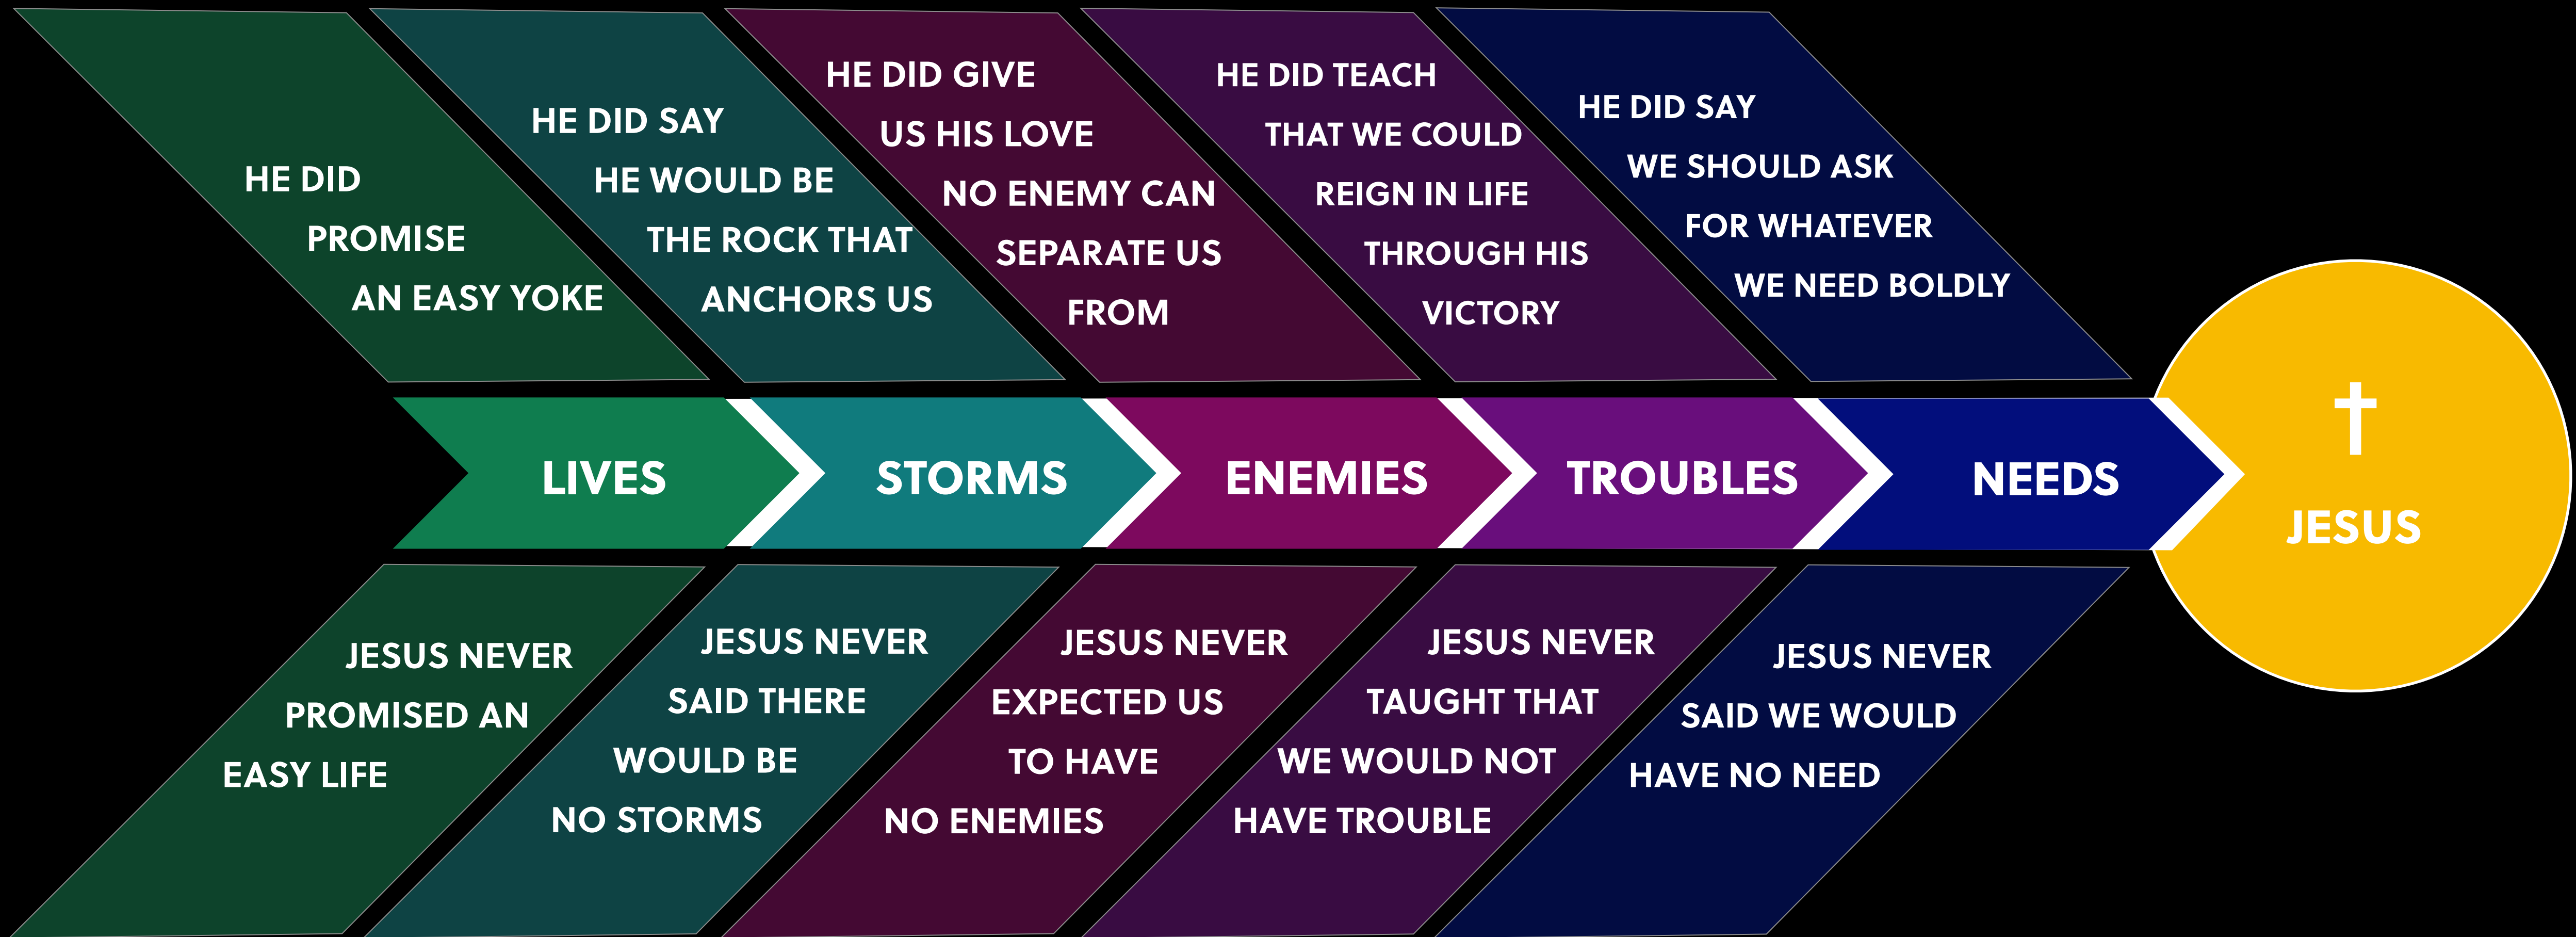 HE DID
PROMISE
AN EASY YOKE
HE DID SAY
HE WOULD BE
THE ROCK THAT
ANCHORS US
HE DID GIVE
US HIS LOVE
NO ENEMY CAN
SEPARATE US
FROM
HE DID TEACH
THAT WE COULD
REIGN IN LIFE
THROUGH HIS
VICTORY
HE DID SAY
WE SHOULD ASK
FOR WHATEVER
WE NEED BOLDLY
LIVES
STORMS
ENEMIES
TROUBLES
NEEDS
JESUS
JESUS NEVER
PROMISED AN
EASY LIFE
JESUS NEVER
SAID THERE
WOULD BE
NO STORMS
JESUS NEVER
EXPECTED US
TO HAVE
NO ENEMIES
JESUS NEVER
TAUGHT THAT
WE WOULD NOT
HAVE TROUBLE
JESUS NEVER
SAID WE WOULD
HAVE NO NEED